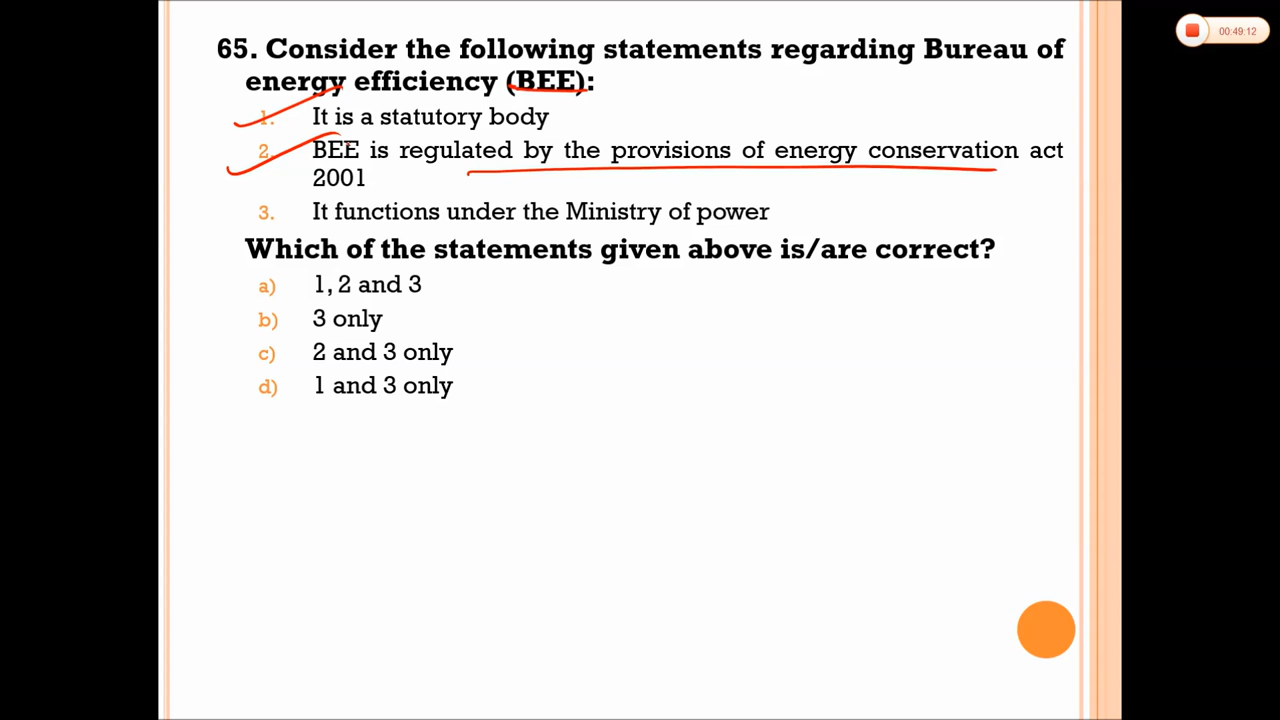 65. Consider the following statements regarding Bureau of
energy efficiency (BEE):
1. It is a statutory body
2. BEE is regulated by the provisions of energy conservation act
2001
3. It functions under the Ministry of power
Which of the statements given above is/are correct?
a) 1, 2 and 3
b) 3 only
c) 2 and 3 only
d) 1 and 3 only
00:49:12